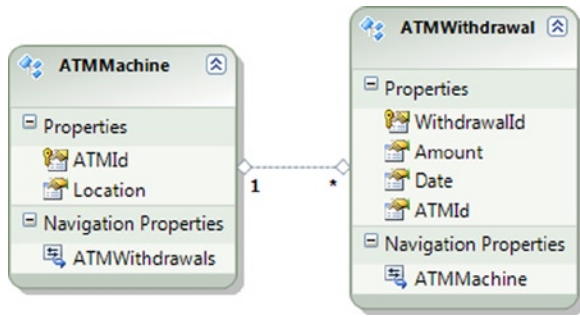 ATMMachine
Properties
ATMId
Location
Navigation Properties
ATMWithdrawals
1
*
ATMWithdrawal
Properties
WithdrawalId
Amount
Date
ATMId
Navigation Properties
ATMMachine